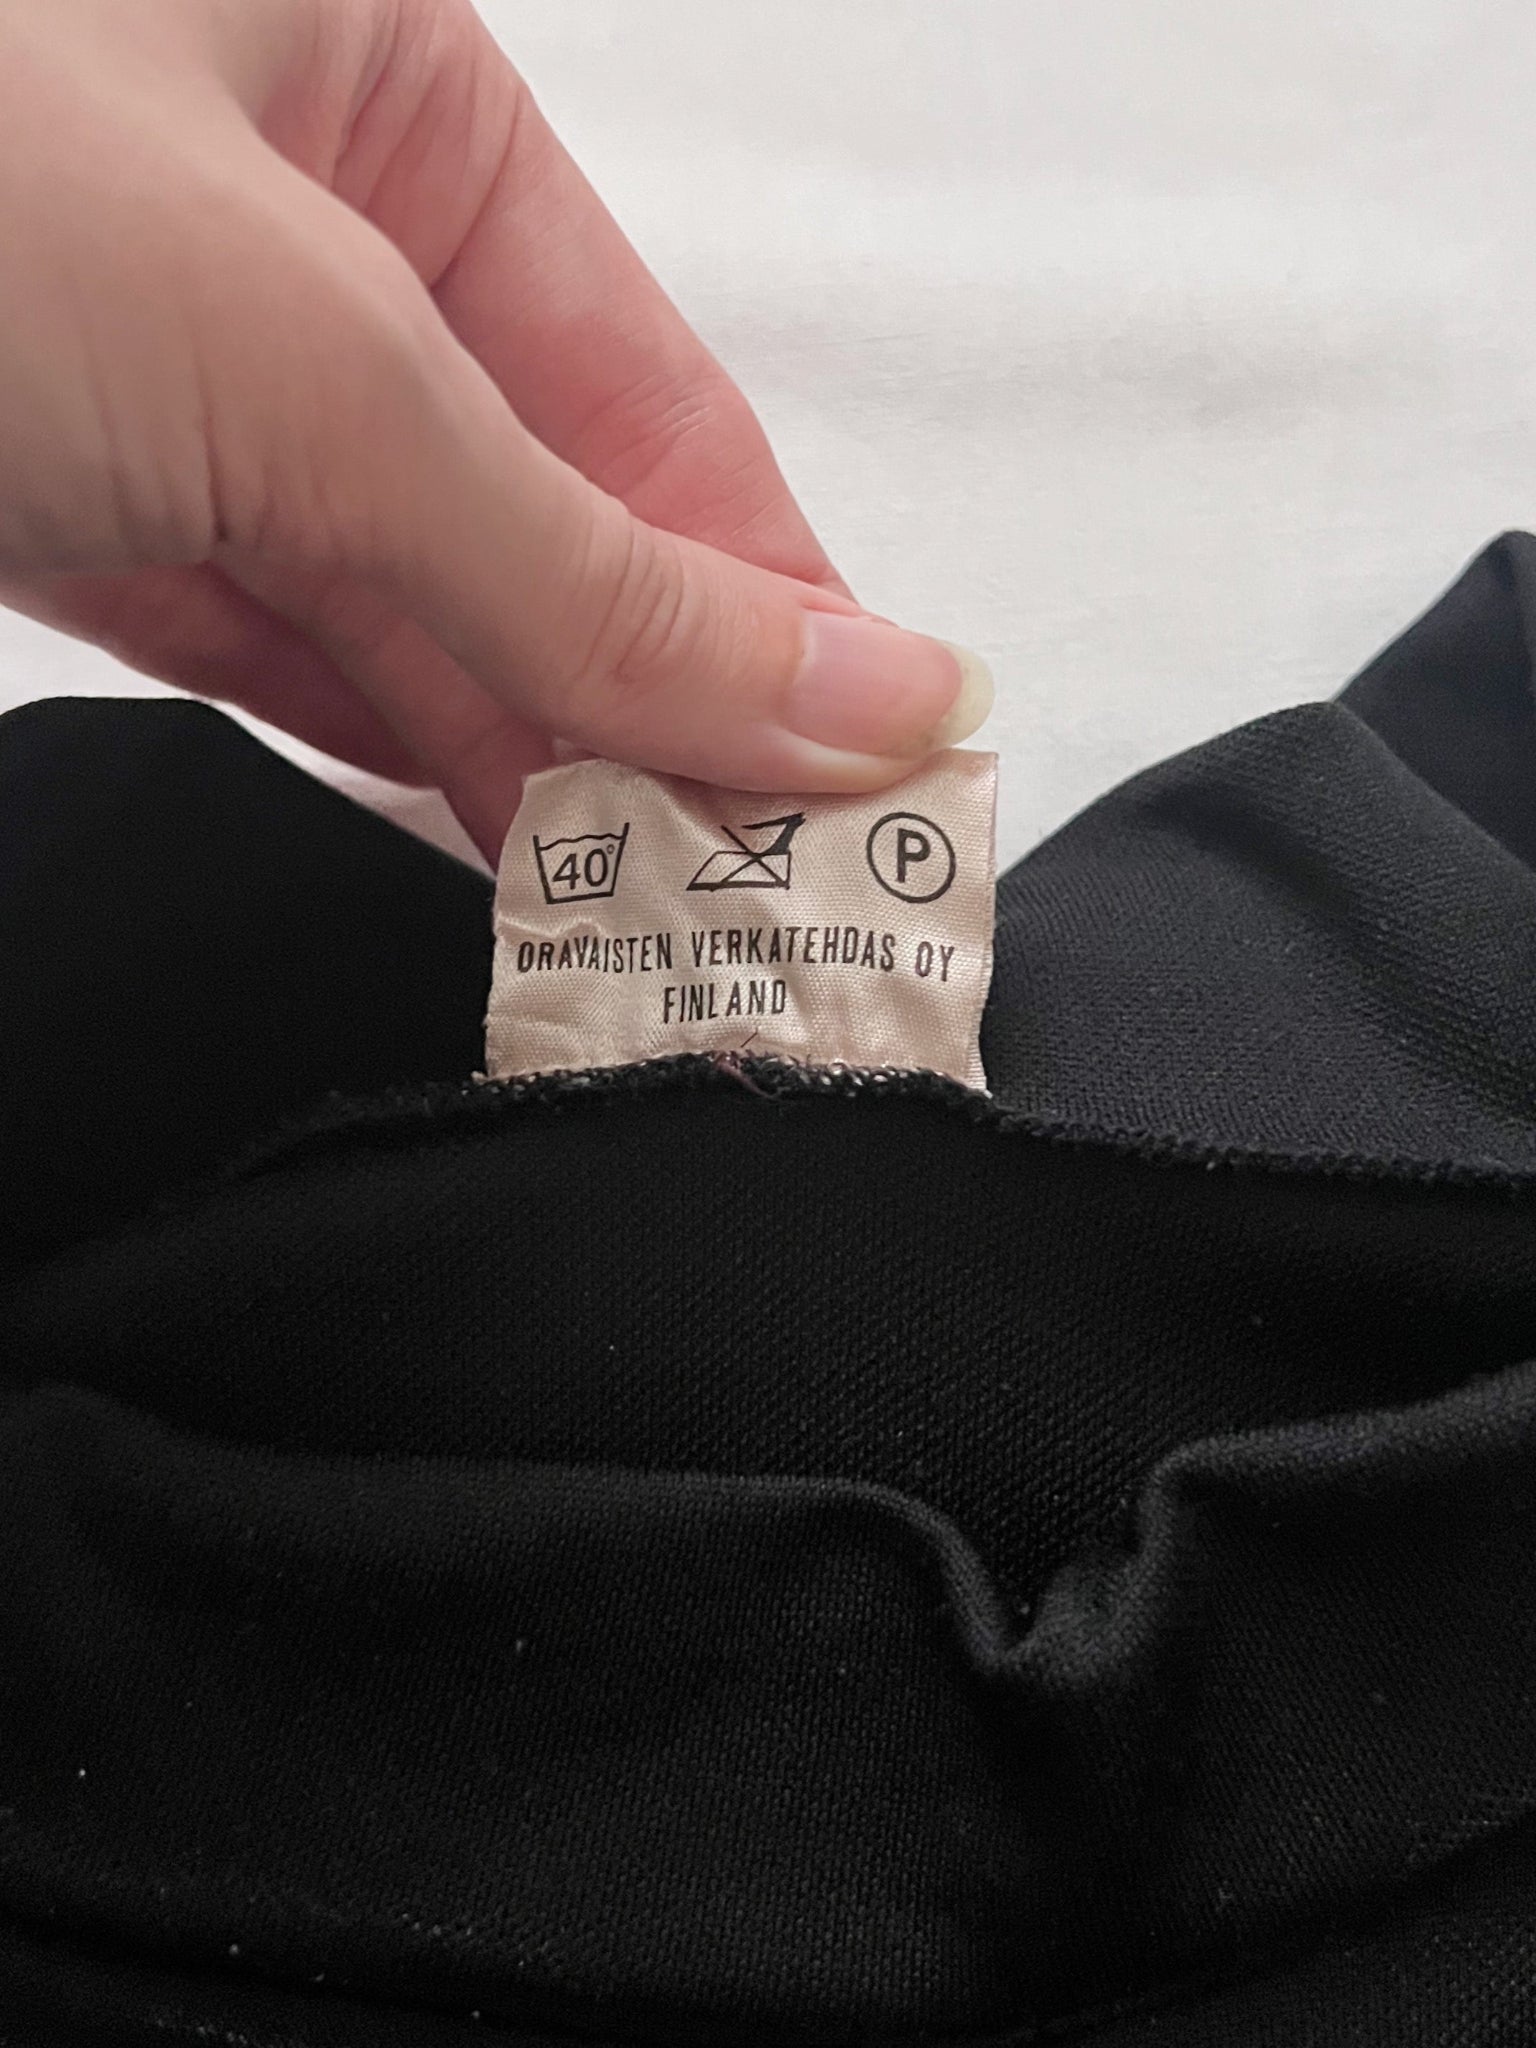 40°
P
ORAVAISTEN VERKATEHDAS OY
FINLAND